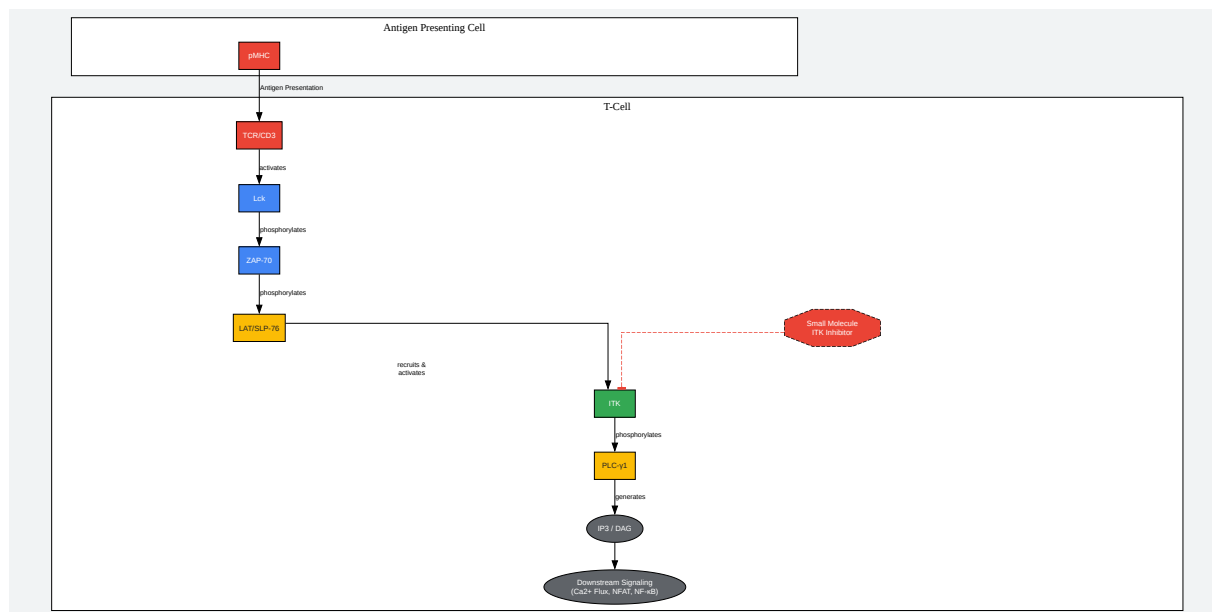 Antigen Presenting Cell
pMHC
Antigen Presentation
T-Cell
TCR/CD3
activates
Lck
phosphorylates
ZAP-70
phosphorylates
LAT/SLP-76
Small Molecule
ITK Inhibitor
recruits &
activates
ITK
phosphorylates
PLC-γ1
generates
IP3 / DAG
Downstream Signaling
(Ca2+ Flux, NFAT, NF-κB)